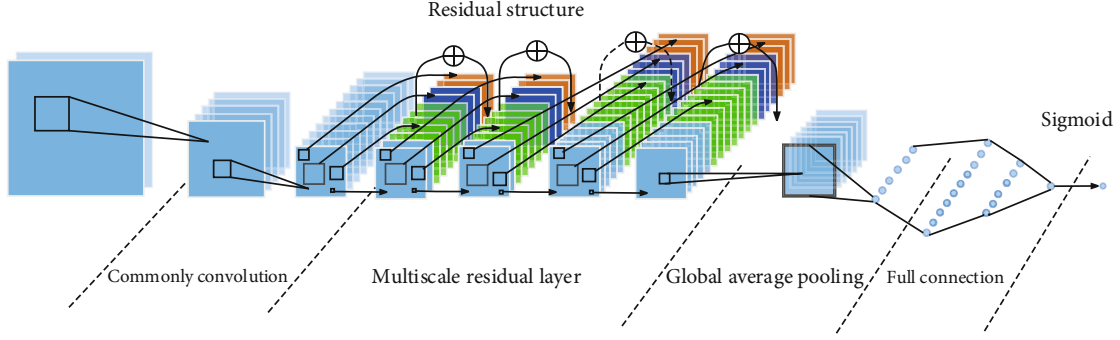 Residual structure
Sigmoid
Commonly convolution
Multiscale residual layer
Global average pooling
Full connection